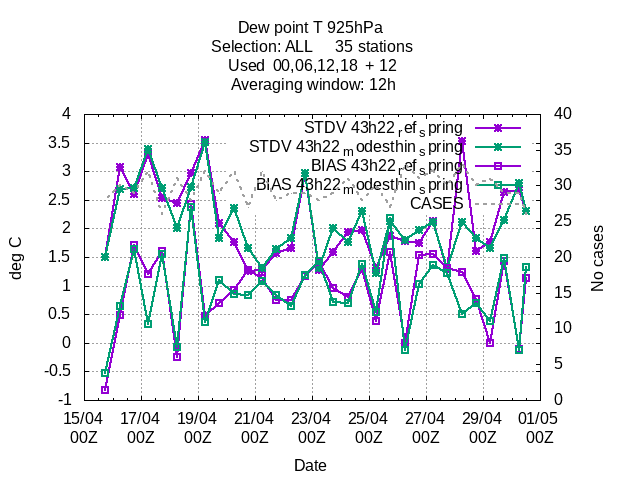 Dew point T 925hPa
Selection: ALL     35 stations
Used  00,06,12,18  + 12
Averaging window: 12h
4
3.5
3
2.5
2
1.5
1
0.5
0
-0.5
-1
deg C
STDV 43h22ref_spring
STDV 43h22modesthin_spring
BIAS 43h22ref_spring
BIAS 43h22modesthin_spring
CASES
40
35
30
25
20
15
10
5
0
No cases
15/04 17/04 19/04 21/04 23/04 25/04 27/04 29/04 01/05
00Z 00Z 00Z 00Z 00Z 00Z 00Z 00Z 00Z
Date